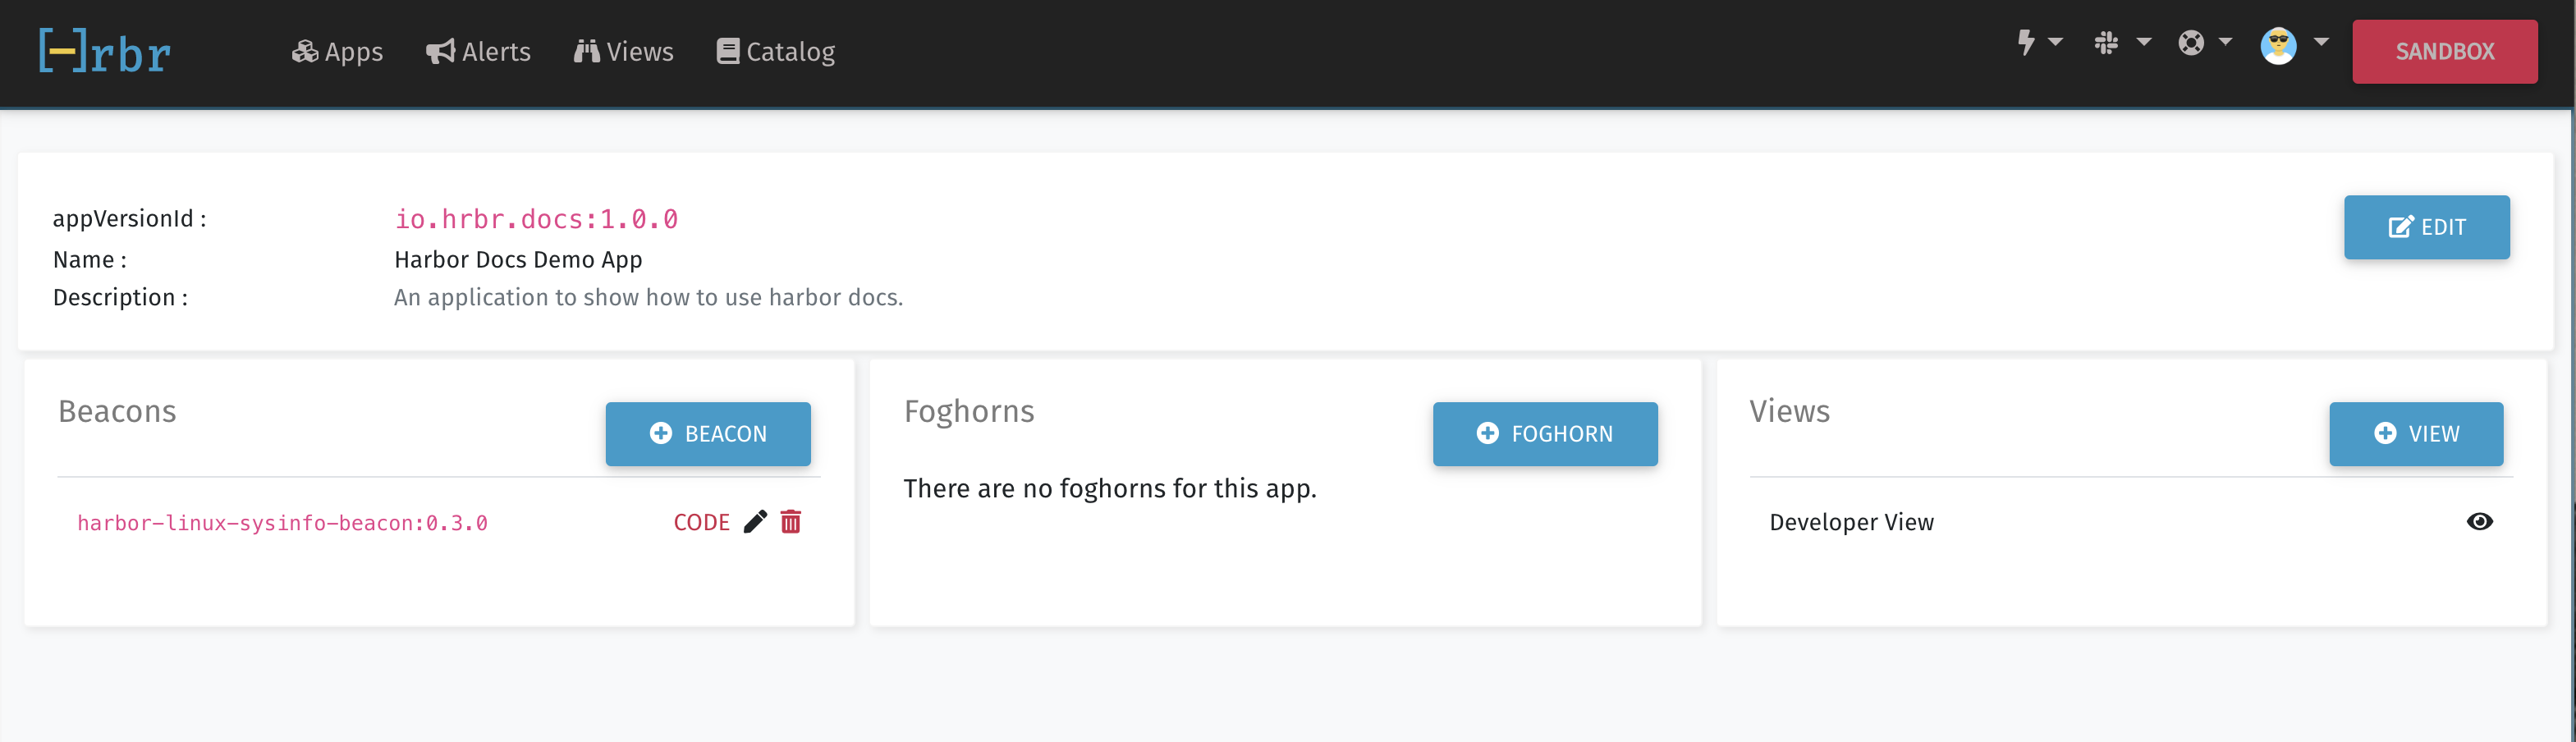 [-]rbr
Apps Alerts Views Catalog
SANDBOX
appVersionId : io.hrbr.docs:1.0.0
EDIT
Name : Harbor Docs Demo App
Description : An application to show how to use harbor docs.
Beacons
BEACON
harbor-linux-sysinfo-beacon:0.3.0 CODE
Foghorns
FOGHORN
There are no foghorns for this app.
Views
VIEW
Developer View